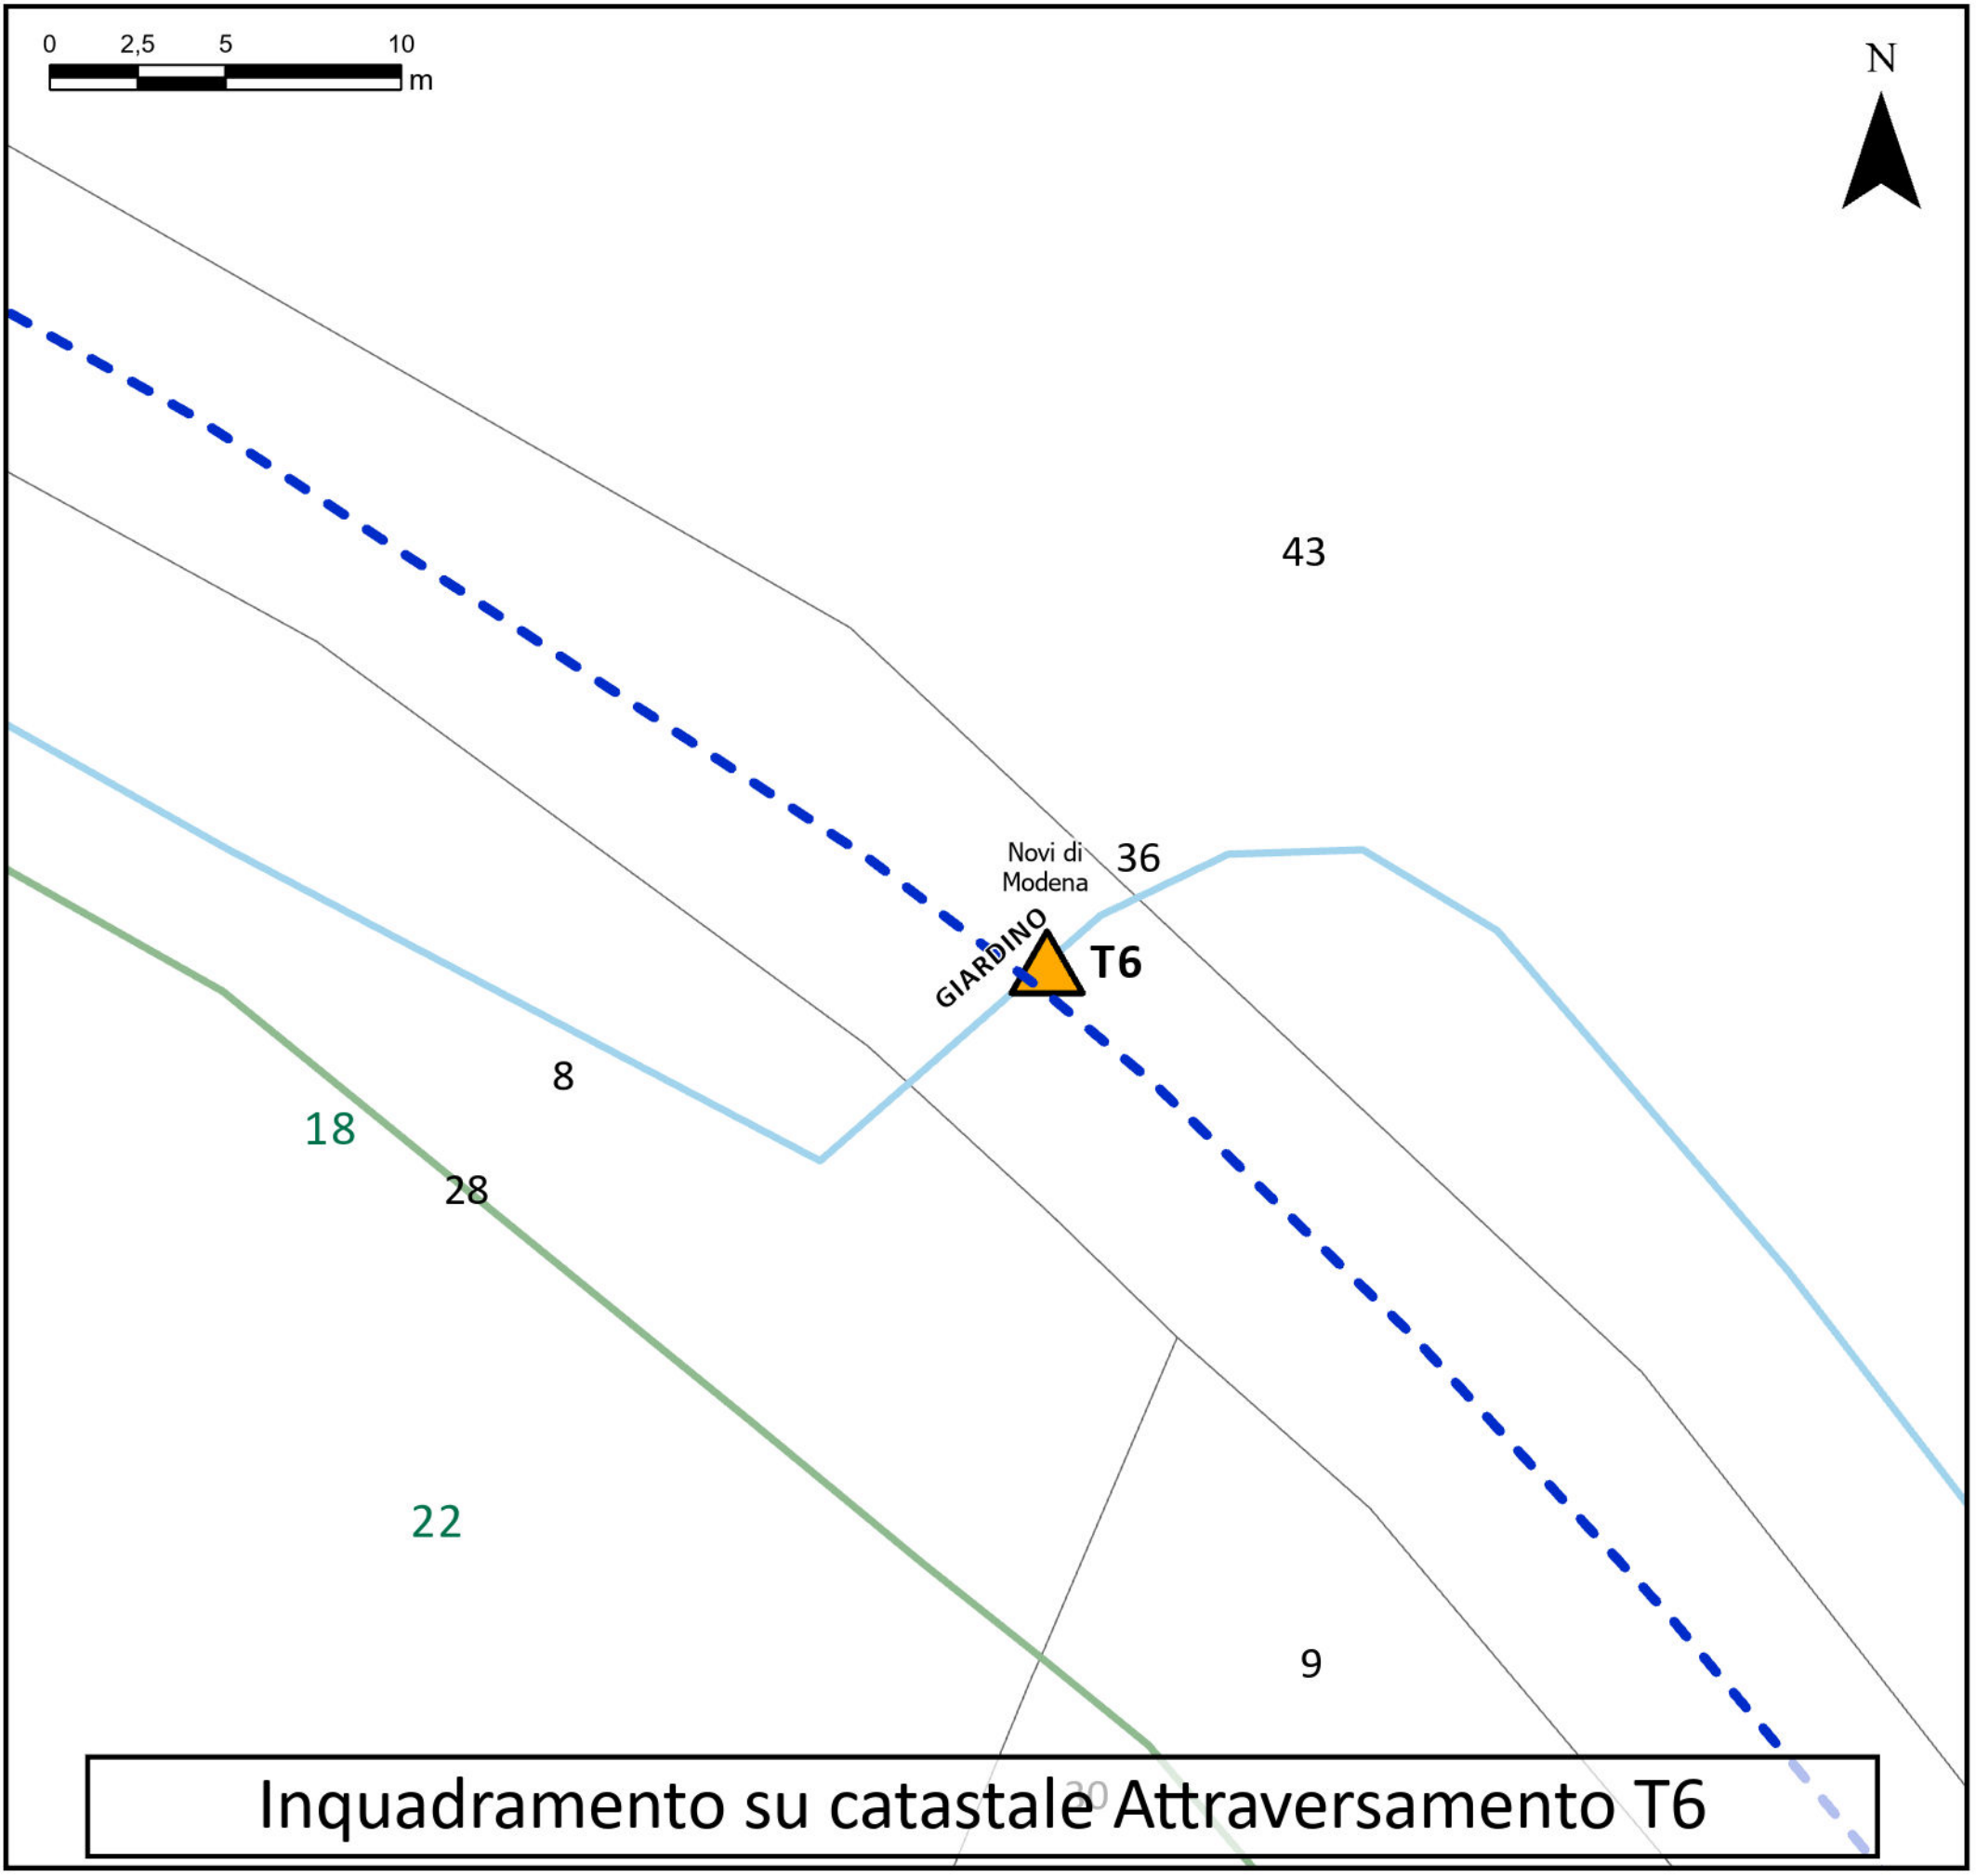 0 2,5 5 10
m
N
43
Novi di
Modena
36
GIARDINO
T6
8
18
28
22
9
30
Inquadramento su catastale Attraversamento T6